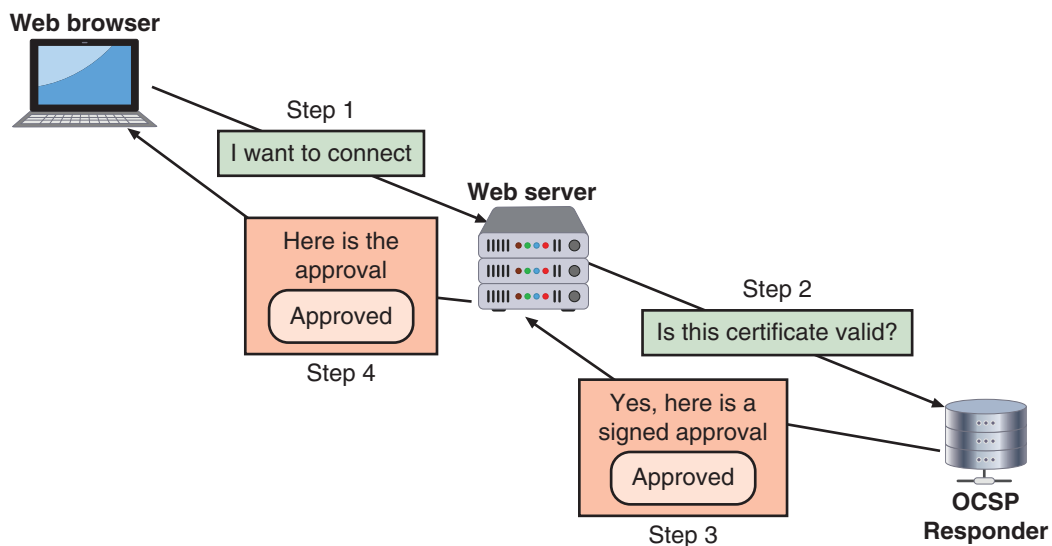 Web browser
Step 1
I want to connect
Web server
Here is the
approval
Approved
Step 4
Step 2
Is this certificate valid?
Yes, here is a
signed approval
Approved
Step 3
OCSP
Responder